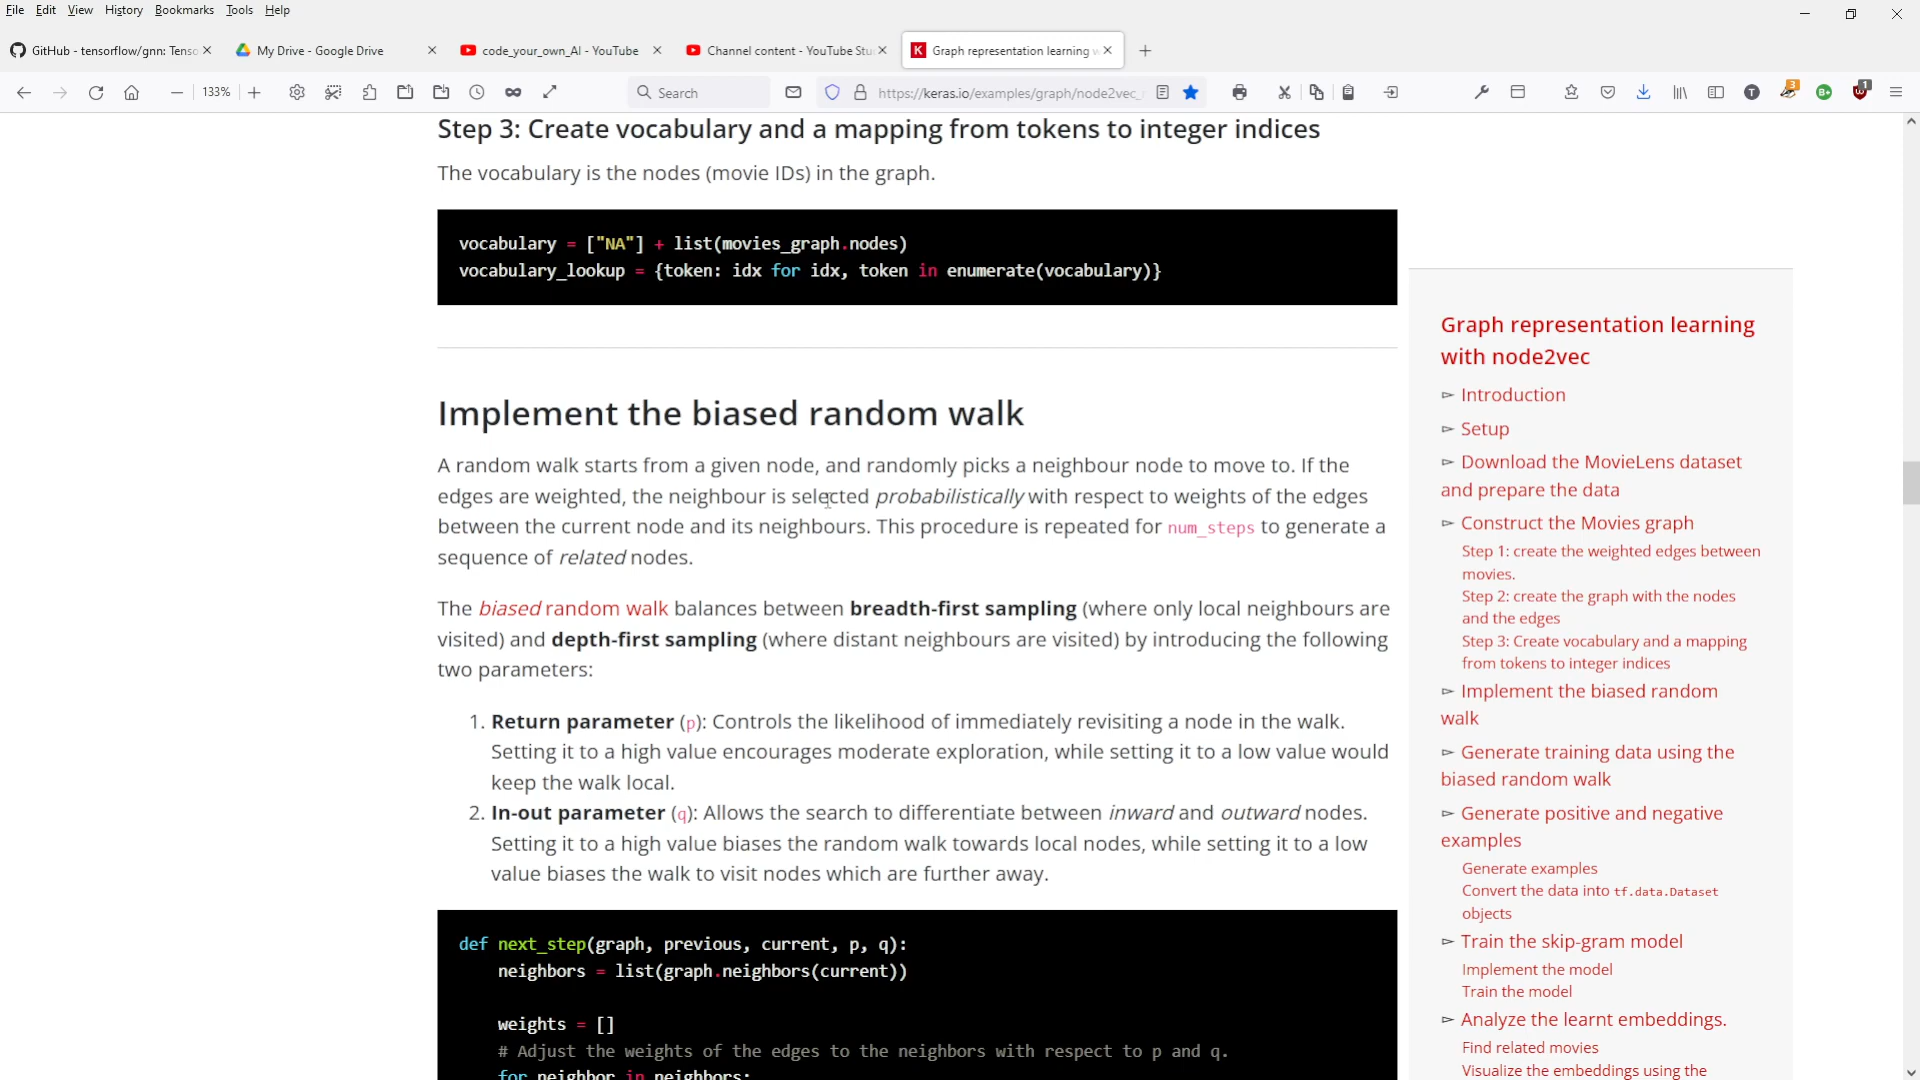 File Edit View History Bookmarks Tools Help
GitHub - tensorflow/gnn: Tenso
My Drive - Google Drive
code_your_own_AI - YouTube
Channel content - YouTube Stu
Graph representation learning w
133%
Search
https://keras.io/examples/graph/node2vec_
Step 3: Create vocabulary and a mapping from tokens to integer indices
The vocabulary is the nodes (movie IDs) in the graph.
vocabulary = ["NA"] + list(movies_graph.nodes)
vocabulary_lookup = {token: idx for idx, token in enumerate(vocabulary)}
Implement the biased random walk
A random walk starts from a given node, and randomly picks a neighbour node to move to. If the
edges are weighted, the neighbour is selected probabilistically with respect to weights of the edges
between the current node and its neighbours. This procedure is repeated for num_steps to generate a
sequence of related nodes.
The biased random walk balances between breadth-first sampling (where only local neighbours are
visited) and depth-first sampling (where distant neighbours are visited) by introducing the following
two parameters:
1. Return parameter (p): Controls the likelihood of immediately revisiting a node in the walk.
Setting it to a high value encourages moderate exploration, while setting it to a low value would
keep the walk local.
2. In-out parameter (q): Allows the search to differentiate between inward and outward nodes.
Setting it to a high value biases the random walk towards local nodes, while setting it to a low
value biases the walk to visit nodes which are further away.
def next_step(graph, previous, current, p, q):
neighbors = list(graph.neighbors(current))
weights = []
# Adjust the weights of the edges to the neighbors with respect to p and q.
for neighbor in neighbors:
Graph representation learning
with node2vec
► Introduction
► Setup
► Download the MovieLens dataset
and prepare the data
► Construct the Movies graph
Step 1: create the weighted edges between
movies.
Step 2: create the graph with the nodes
and the edges
Step 3: Create vocabulary and a mapping
from tokens to integer indices
► Implement the biased random
walk
► Generate training data using the
biased random walk
► Generate positive and negative
examples
Generate examples
Convert the data into tf.data.Dataset
objects
► Train the skip-gram model
Implement the model
Train the model
► Analyze the learnt embeddings.
Find related movies
Visualize the embeddings using the